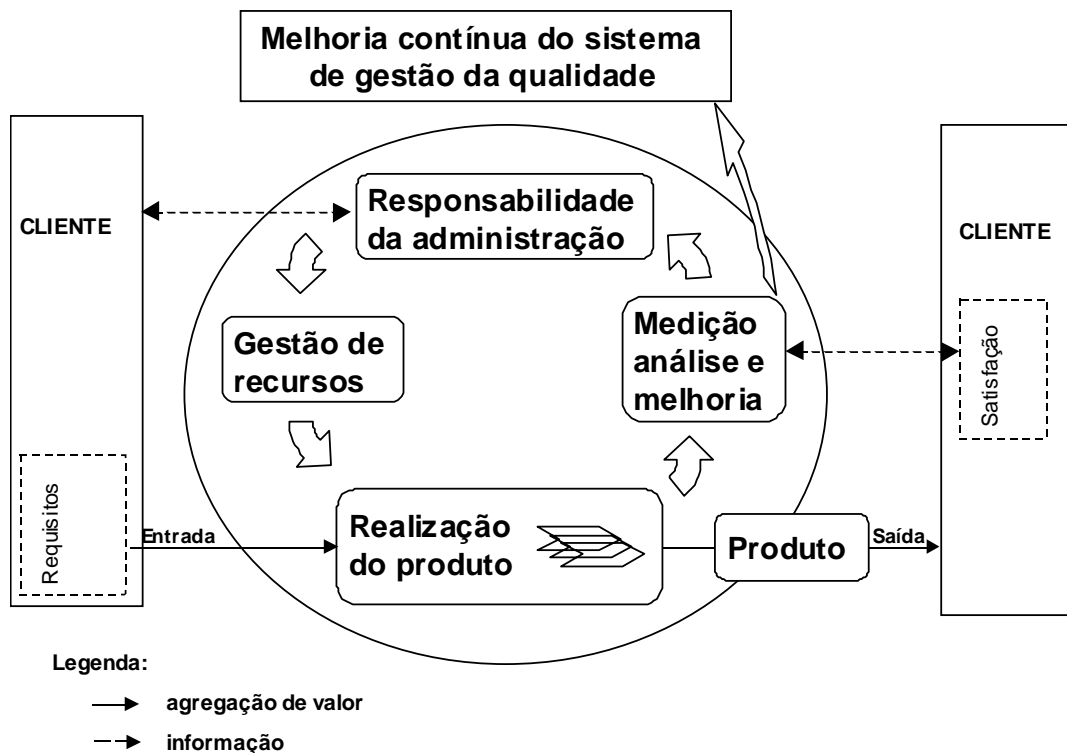 Melhoria contínua do sistema
de gestão da qualidade
CLIENTE
Responsabilidade
da administração
CLIENTE
Gestão de
recursos
Medição
análise e
melhoria
Satisfação
Requisitos
Entrada
Realização
do produto
Produto
Saída
Legenda:
agregação de valor
informação